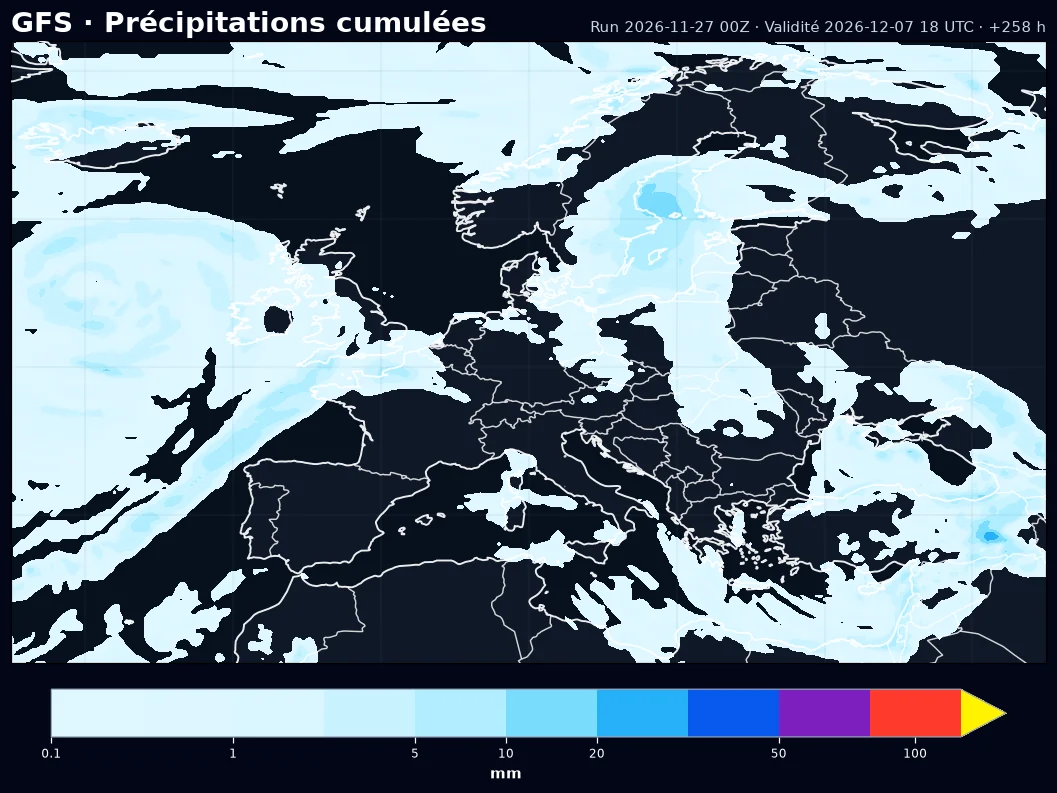 GFS · Précipitations cumulées
Run 2026-11-27 00Z · Validité 2026-12-07 18 UTC · +258 h
0.1 1 5 10 20 50 100
mm